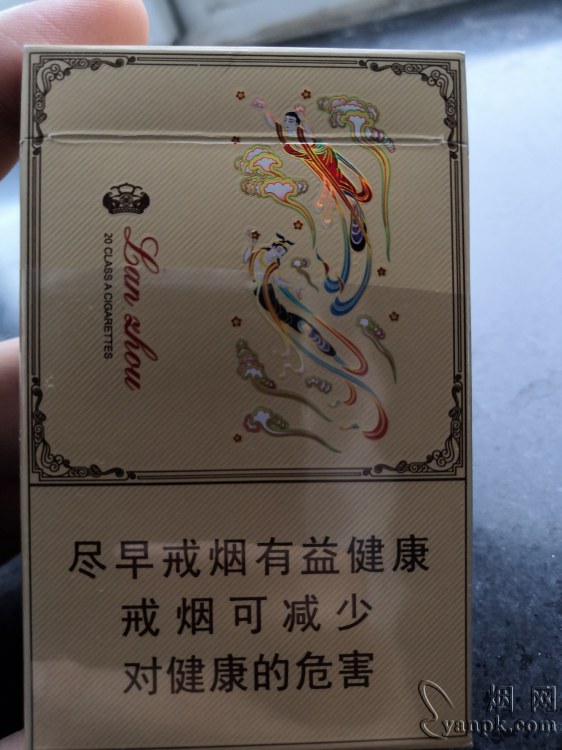 Lan zhou
20 CLASS A CIGARETTES
尽早戒烟有益健康
戒烟可减少
对健康的危害
烟网
yanpk.com